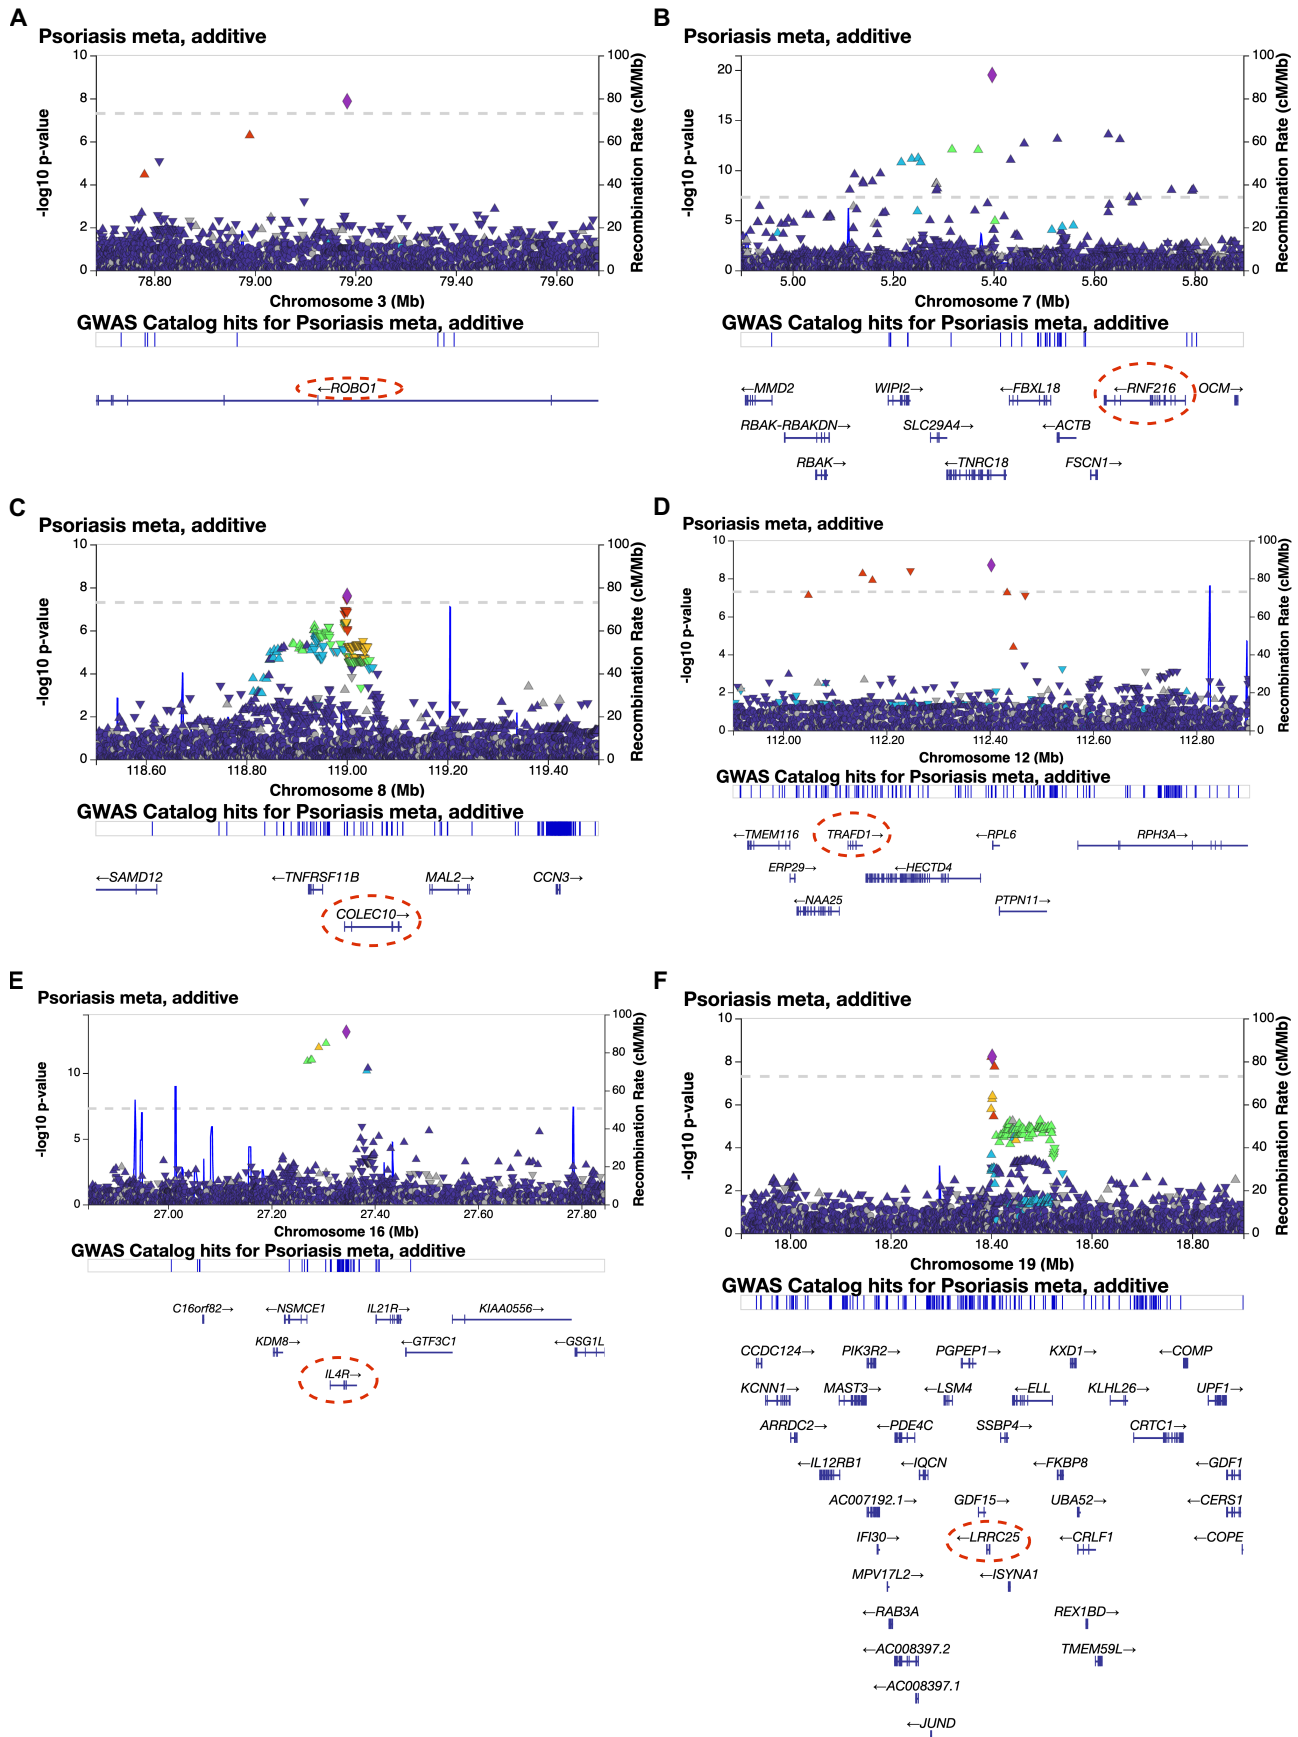 A
Psoriasis meta, additive
10
8
6
4
2
0
100
80
60
40
20
0
-log10 p-value
Recombination Rate (cM/Mb)
78.80
79.00
79.20
79.40
79.60
Chromosome 3 (Mb)
GWAS Catalog hits for Psoriasis meta, additive
←ROBO1
B
Psoriasis meta, additive
20
15
10
5
0
100
80
60
40
20
0
-log10 p-value
Recombination Rate (cM/Mb)
5.00
5.20
5.40
5.60
5.80
Chromosome 7 (Mb)
GWAS Catalog hits for Psoriasis meta, additive
←MMD2
WIPI2→
←FBXL18
←RNF216
OCM→
RBAK-RBAKDN→
SLC29A4→
←ACTB
RBAK→
←TNRC18
FSCN1→
C
Psoriasis meta, additive
10
8
6
4
2
0
100
80
60
40
20
0
-log10 p-value
Recombination Rate (cM/Mb)
118.60
118.80
119.00
119.20
119.40
Chromosome 8 (Mb)
GWAS Catalog hits for Psoriasis meta, additive
←SAMD12
←TNFRSF11B
MAL2→
CCN3→
COLEC10→
D
Psoriasis meta, additive
10
8
6
4
2
0
100
80
60
40
20
0
-log10 p-value
Recombination Rate (cM/Mb)
112.00
112.20
112.40
112.60
112.80
Chromosome 12 (Mb)
GWAS Catalog hits for Psoriasis meta, additive
←TMEM116
TRAFD1→
←RPL6
RPH3A→
ERP29→
←HECTD4
←NAA25
PTPN11→
E
Psoriasis meta, additive
10
5
0
100
80
60
40
20
0
-log10 p-value
Recombination Rate (cM/Mb)
27.00
27.20
27.40
27.60
27.80
Chromosome 16 (Mb)
GWAS Catalog hits for Psoriasis meta, additive
C16orf82→
←NSMCE1
IL21R→
KIAA0556→
KDM8→
←GTF3C1
←GSG1L
IL4R→
F
Psoriasis meta, additive
10
8
6
4
2
0
100
80
60
40
20
0
-log10 p-value
Recombination Rate (cM/Mb)
18.00
18.20
18.40
18.60
18.80
Chromosome 19 (Mb)
GWAS Catalog hits for Psoriasis meta, additive
CCDC124→
PIK3R2→
PGPEP1→
KXD1→
←COMP
KCNN1→
MAST3→
←LSM4
←ELL
KLHL26→
UPF1→
ARRDC2→
←PDE4C
SSBP4→
CRTC1→
←IL12RB1
←IQCN
←FKBP8
←GDF1
AC007192.1→
GDF15→
UBA52→
←CERS1
IFI30→
←LRRC25
←CRLF1
←COPE
MPV17L2→
←ISYNA1
←RAB3A
REX1BD→
←AC008397.2
TMEM59L→
←AC008397.1
←JUND